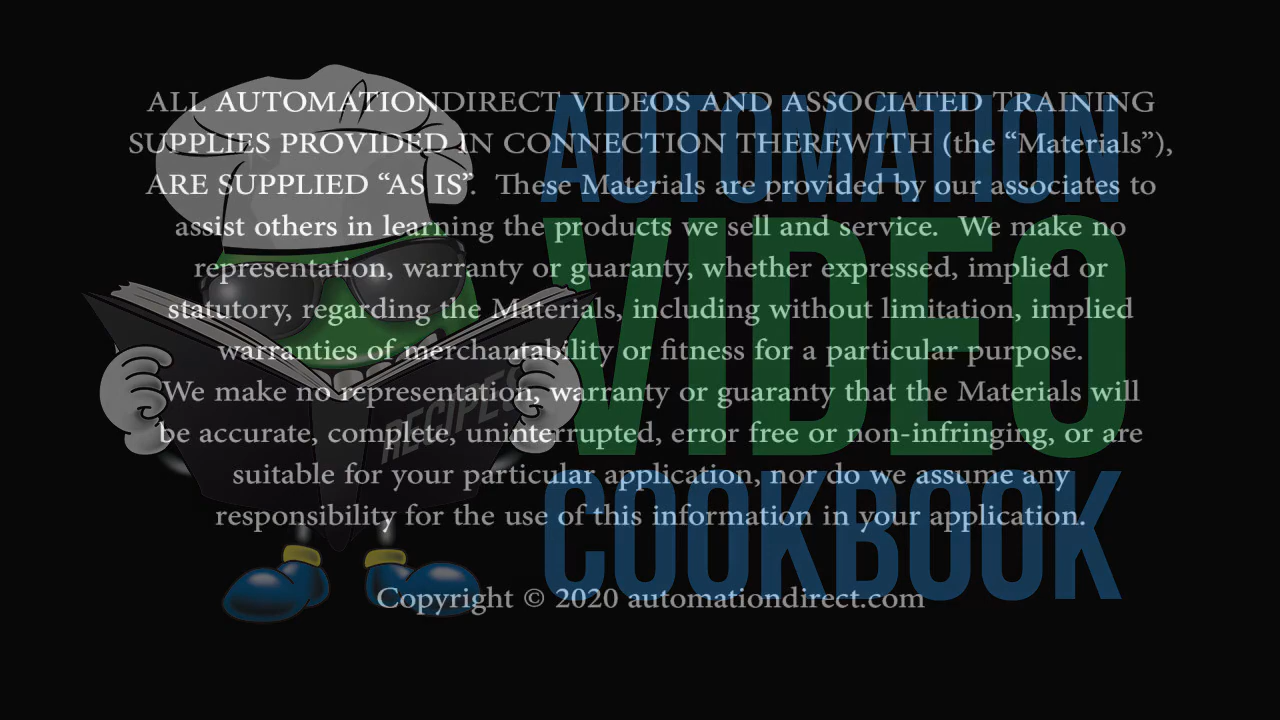 ALL AUTOMATIONDIRECT VIDEOS AND ASSOCIATED TRAINING
SUPPLIES PROVIDED IN CONNECTION THEREWITH (the “Materials”),
ARE SUPPLIED “AS IS”.  These Materials are provided by our associates to
assist others in learning the products we sell and service.  We make no
representation, warranty or guaranty, whether expressed, implied or
statutory, regarding the Materials, including without limitation, implied
warranties of merchantability or fitness for a particular purpose.
We make no representation, warranty or guaranty that the Materials will
be accurate, complete, uninterrupted, error free or non-infringing, or are
suitable for your particular application, nor do we assume any
responsibility for the use of this information in your application.
Copyright © 2020 automationdirect.com
AUTOMATION
VIDEO
COOKBOOK
RECIPES